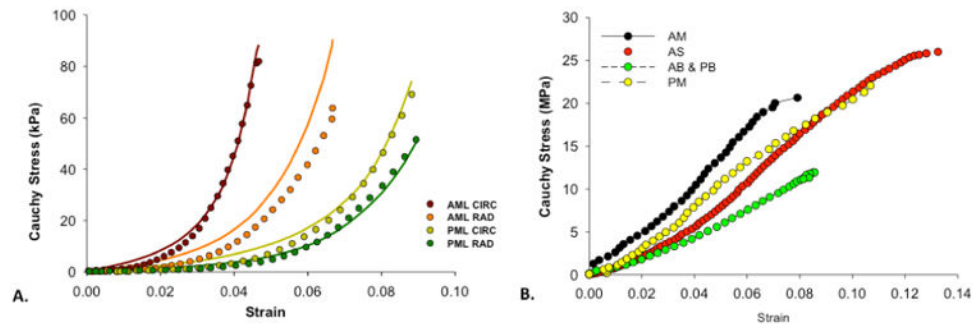 100
80
60
40
20
0
Cauchy Stress (kPa)
AML CIRC
AML RAD
PML CIRC
PML RAD
0.00 0.02 0.04 0.06 0.08 0.10
Strain
A.
30
25
20
15
10
5
0
Cauchy Stress (MPa)
AM
AS
AB & PB
PM
0.00 0.02 0.04 0.06 0.08 0.10 0.12 0.14
Strain
B.